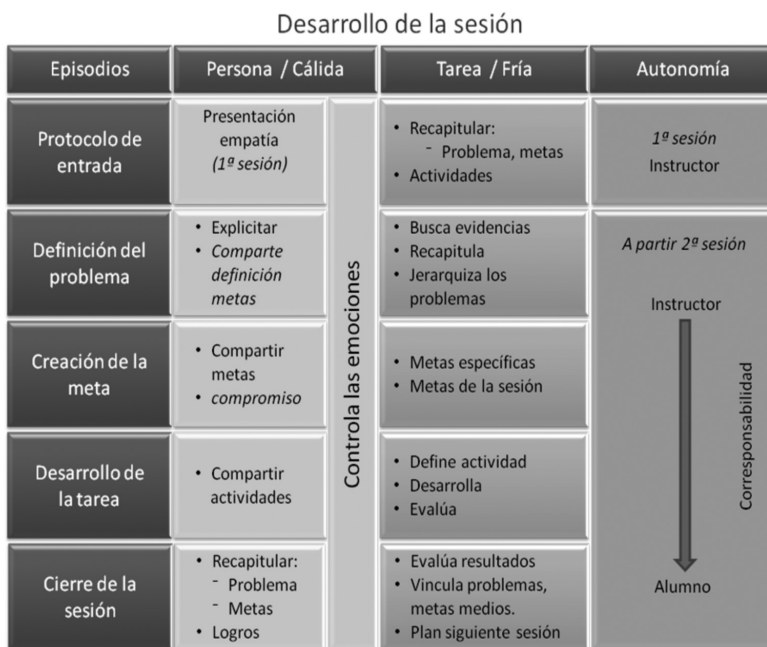 Desarrollo de la sesión
Episodios
Persona / Cálida
Tarea / Fría
Autonomía
Protocolo de
entrada
Presentación
empatía
(1ª sesión)
• Recapitular:
- Problema, metas
• Actividades
1ª sesión
Instructor
Definición del
problema
• Explicitar
• Comparte
definición
metas
• Busca evidencias
• Recapitula
• Jerarquiza los
problemas
A partir 2ª sesión
Instructor
Creación de la
meta
• Compartir
metas
• compromiso
• Metas específicas
• Metas de la sesión
Desarrollo de
la tarea
• Compartir
actividades
• Define actividad
• Desarrolla
• Evalúa
Cierre de la
sesión
• Recapitular:
- Problema
- Metas
• Logros
• Evalúa resultados
• Vincula problemas,
metas medios.
• Plan siguiente sesión
Alumno
Controla las emociones
Corresponsabilidad